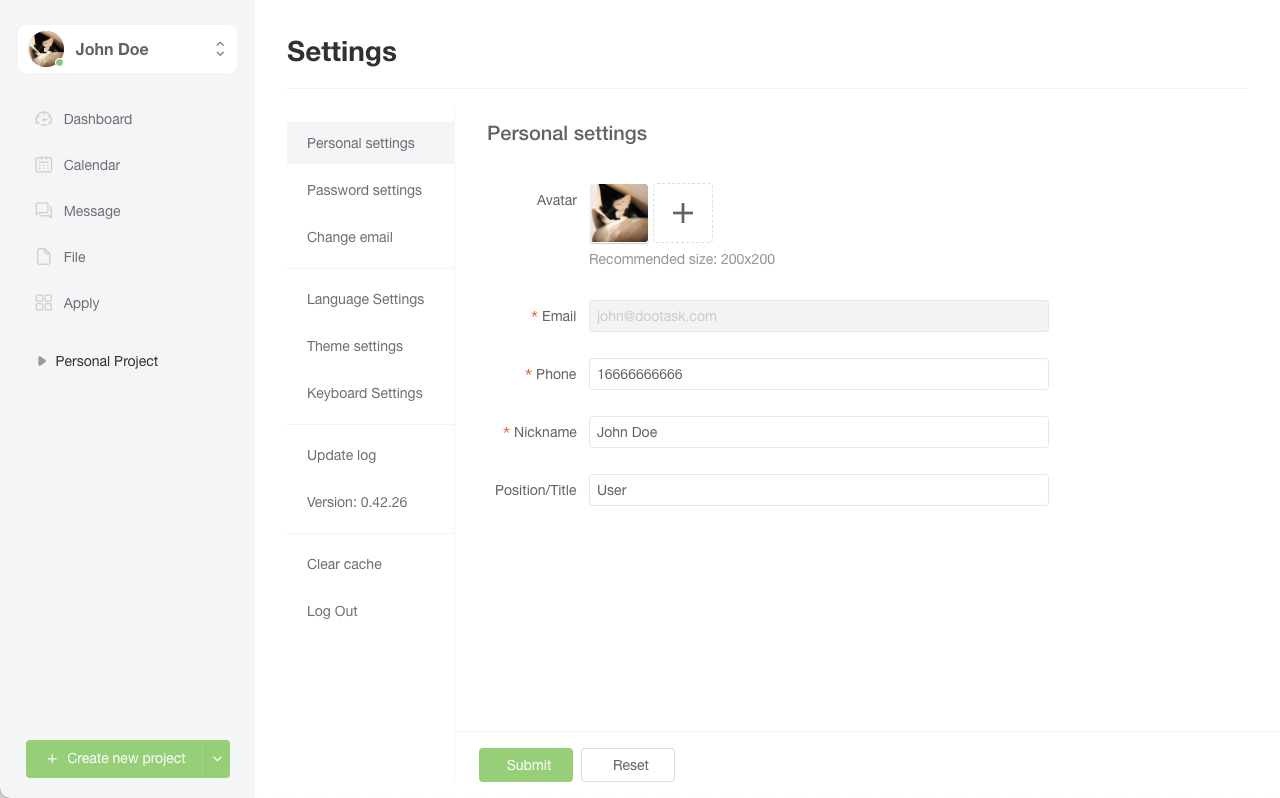 John Doe
Dashboard
Calendar
Message
File
Apply
Personal Project
Create new project
Settings
Personal settings
Password settings
Change email
Language Settings
Theme settings
Keyboard Settings
Update log
Version: 0.42.26
Clear cache
Log Out
Personal settings
Avatar
Recommended size: 200x200
* Email john@dootask.com
* Phone 16666666666
* Nickname John Doe
Position/Title User
Submit Reset